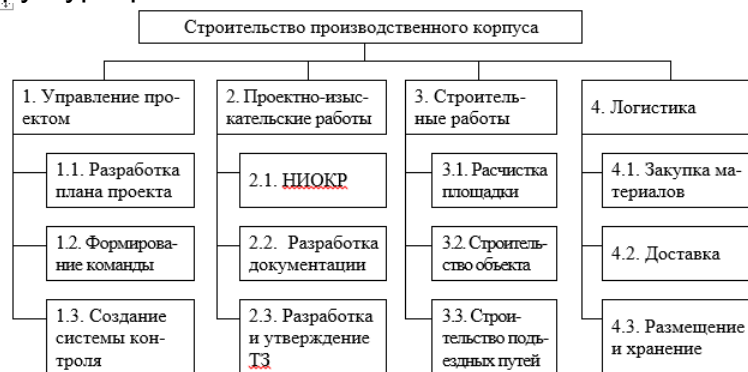 Строительство производственного корпуса
1. Управление про-
ектом
2. Проектно-изыс-
кательские работы
3. Строитель-
ные работы
4. Логистика
1.1. Разработка
плана проекта
2.1. НИОКР
3.1. Расчистка
площадки
4.1. Закупка ма-
териалов
1.2. Формирова-
ние команды
2.2. Разработка
документации
3.2. Строитель-
ство объекта
4.2. Доставка
1.3. Создание
системы кон-
троля
2.3. Разработка
и утверждение
ТЗ
3.3. Строи-
тельство подъ-
ездных путей
4.3. Размещение
и хранение